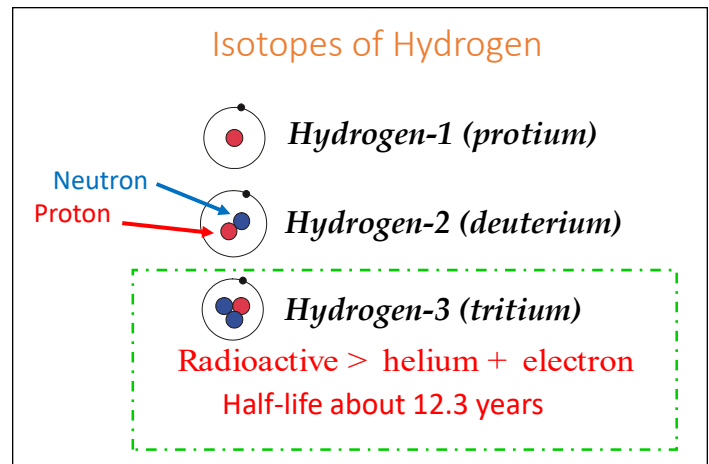 Isotopes of Hydrogen
Hydrogen-1 (protium)
Neutron
Proton
Hydrogen-2 (deuterium)
Hydrogen-3 (tritium)
Radioactive > helium + electron
Half-life about 12.3 years